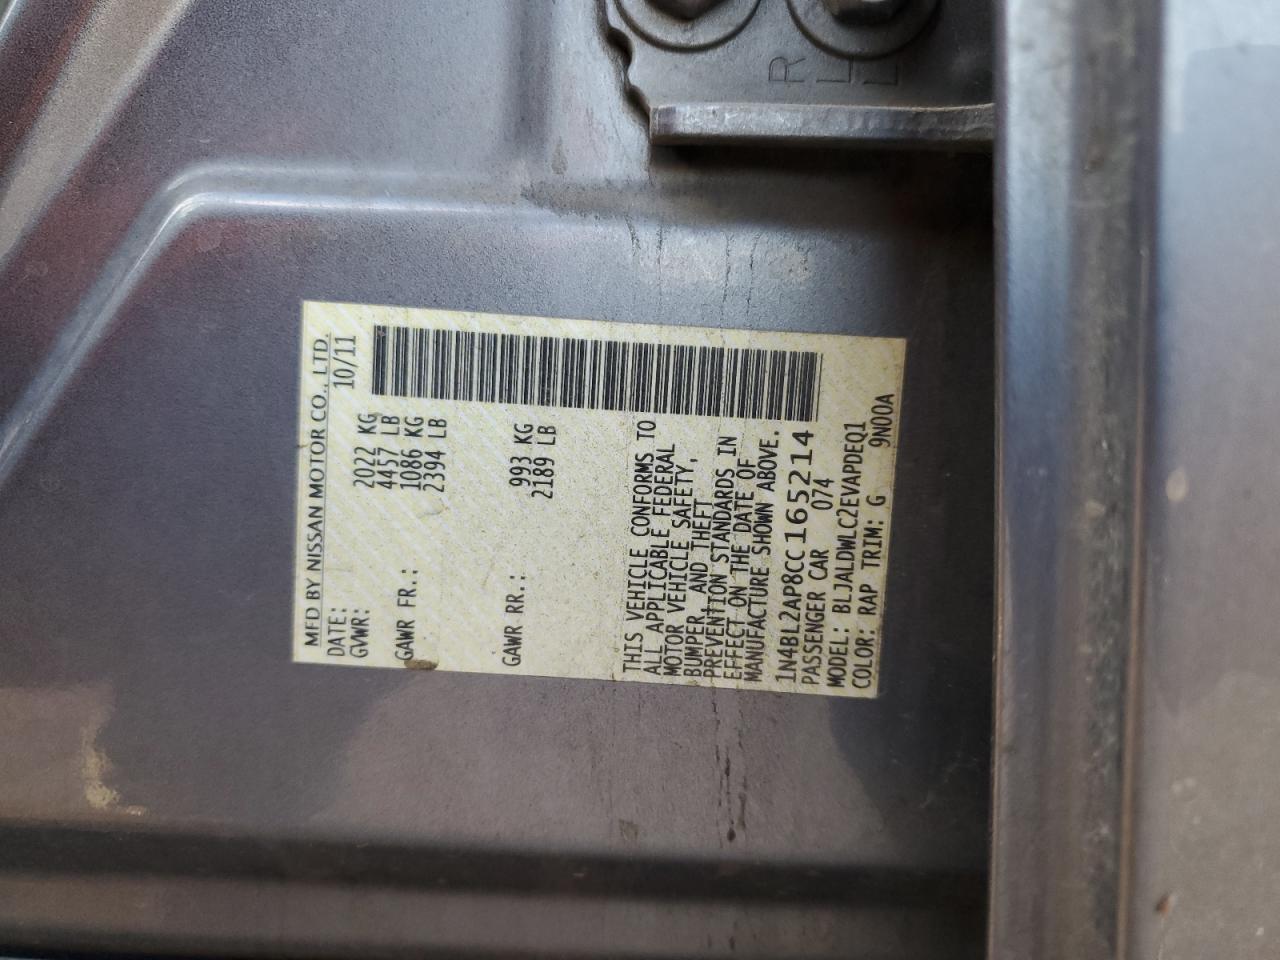 MFD BY NISSAN MOTOR CO., LTD.
DATE: 10/11
GVWR: 2022 KG
4457 LB
GAWR FR.: 1086 KG
2394 LB
GAWR RR.: 993 KG
2189 LB
THIS VEHICLE CONFORMS TO
ALL APPLICABLE FEDERAL
MOTOR VEHICLE SAFETY,
BUMPER, AND THEFT
PREVENTION STANDARDS IN
EFFECT ON THE DATE OF
MANUFACTURE SHOWN ABOVE.
1N4BL2AP8CC165214
PASSENGER CAR 074
MODEL: BLJALDWLC2EVAPDEQ1
COLOR: RAP TRIM: G 9N00A
R